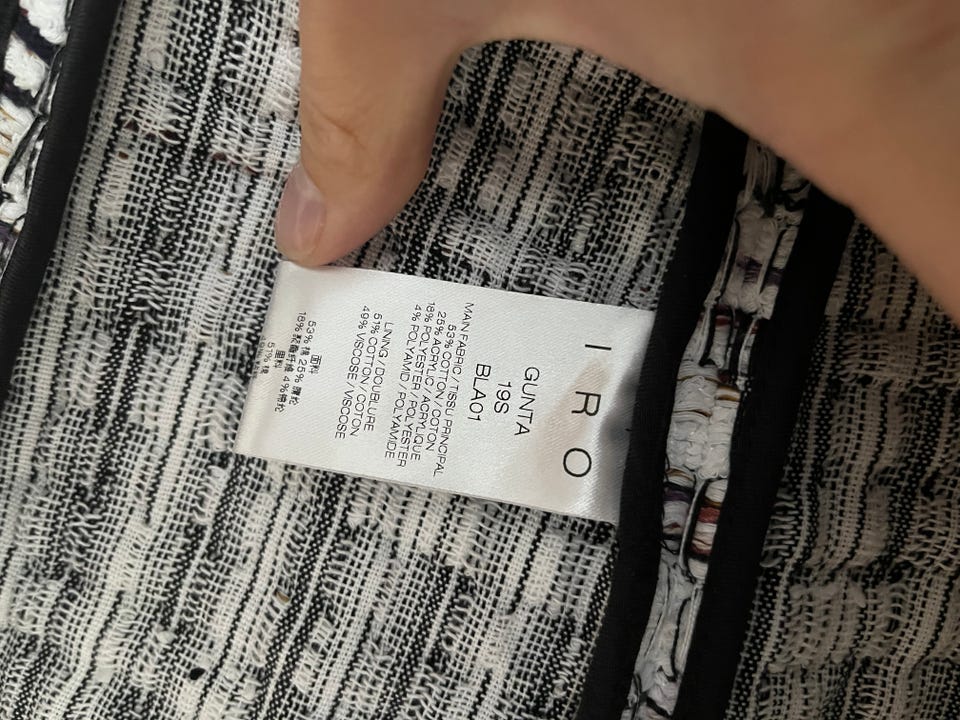 IRO
GUNTA
19S
BLA01
MAIN FABRIC / TISSU PRINCIPAL
53% COTTON / COTON
25% ACRYLIC / ACRYLIQUE
18% POLYESTER / POLYESTER
4% POLYAMID / POLYAMIDE
LINING / DOUBLURE
51% COTTON / COTON
49% VISCOSE / VISCOSE
面料
53% 棉 25% 腈纶
18% 聚酯纤维 4% 锦纶
里料
51% 棉